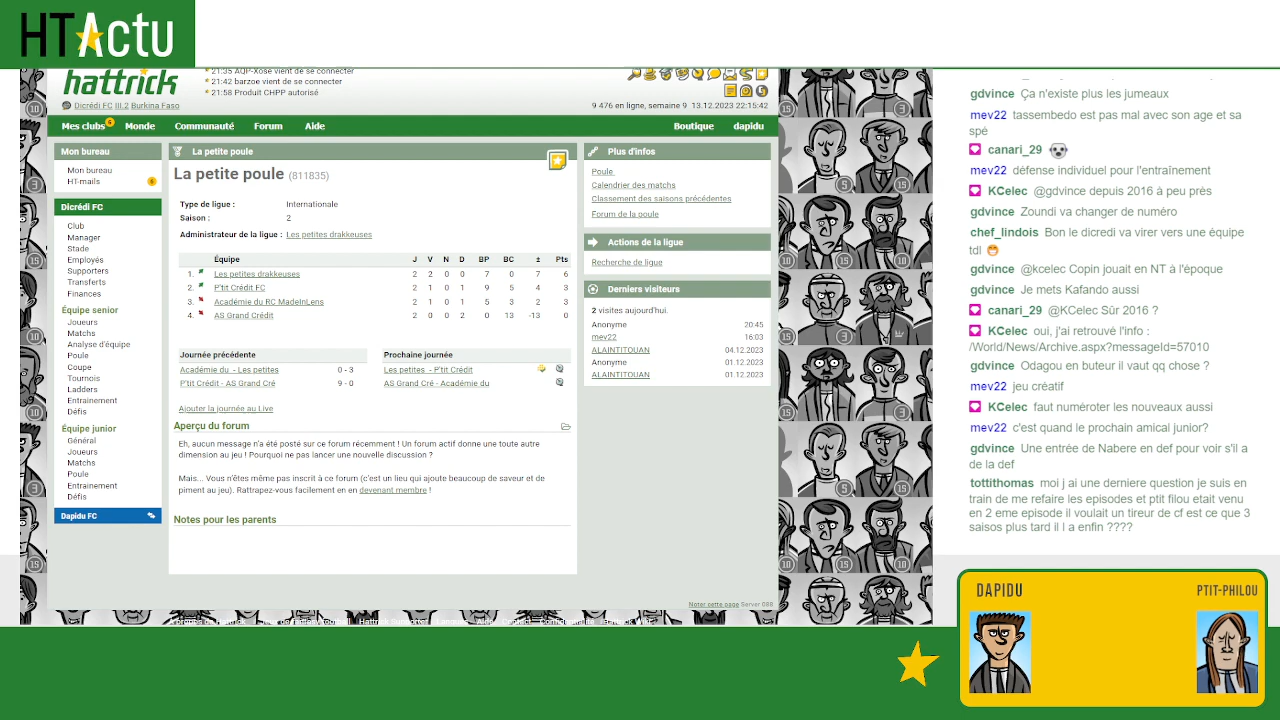 HTActu
hattrick
21:35 AQP-Xose vient de se connecter
21:42 barzoe vient de se connecter
21:58 Produit CHPP autorisé
Dicrédi FC III.2 Burkina Faso
9 476 en ligne, semaine 9 13.12.2023 22:15:42
Mes clubs 6 Monde Communauté Forum Aide Boutique dapidu
Mon bureau
Mon bureau
HT-mails 6
Dicrédi FC
Club
Manager
Stade
Employés
Supporters
Transferts
Finances
Équipe senior
Joueurs
Matchs
Analyse d'équipe
Poule
Coupe
Tournois
Ladders
Entrainement
Défis
Équipe junior
Général
Joueurs
Matchs
Poule
Entrainement
Défis
Dapidu FC
La petite poule
La petite poule (811835)
Type de ligue : Internationale
Saison : 2
Administrateur de la ligue : Les petites drakkeuses
Équipe J V N D BP BC ± Pts
1. Les petites drakkeuses 2 2 0 0 7 0 7 6
2. P'tit Crédit FC 2 1 0 1 9 5 4 3
3. Académie du RC MadeInLens 2 1 0 1 5 3 2 3
4. AS Grand Crédit 2 0 0 2 0 13 -13 0
Journée précédente
Académie du - Les petites 0 - 3
P'tit Crédit - AS Grand Cré 9 - 0
Prochaine journée
Les petites - P'tit Crédit
AS Grand Cré - Académie du
Ajouter la journée au Live
Aperçu du forum
Eh, aucun message n'a été posté sur ce forum récemment ! Un forum actif donne une toute autre
dimension au jeu ! Pourquoi ne pas lancer une nouvelle discussion ?
Mais... Vous n'êtes même pas inscrit à ce forum (c'est un lieu qui ajoute beaucoup de saveur et de
piment au jeu). Rattrapez-vous facilement en en devenant membre !
Notes pour les parents
Plus d'infos
Poule
Calendrier des matchs
Classement des saisons précédentes
Forum de la poule
Actions de la ligue
Recherche de ligue
Derniers visiteurs
2 visites aujourd'hui.
Anonyme 20:45
mev22 16:03
ALAINTITOUAN 04.12.2023
Anonyme 01.12.2023
ALAINTITOUAN 01.12.2023
Noter cette page Server 088
gdvince Ça n'existe plus les jumeaux
mev22 tassembedo est pas mal avec son age et sa
spé
canari_29
mev22 défense individuel pour l'entraînement
KCelec @gdvince depuis 2016 à peu près
gdvince Zoundi va changer de numéro
chef_lindois Bon le dicredi va virer vers une équipe
tdl
gdvince @kcelec Copin jouait en NT à l'époque
gdvince Je mets Kafando aussi
canari_29 @KCelec Sûr 2016 ?
KCelec oui, j'ai retrouvé l'info :
/World/News/Archive.aspx?messageId=57010
gdvince Odagou en buteur il vaut qq chose ?
mev22 jeu créatif
KCelec faut numéroter les nouveaux aussi
mev22 c'est quand le prochain amical junior?
gdvince Une entrée de Nabere en def pour voir s'il a
de la def
tottithomas moi j ai une derniere question je suis en
train de me refaire les episodes et ptit filou etait venu
en 2 eme episode il voulait un tireur de cf est ce que 3
saisos plus tard il l a enfin ????
DAPIDU
PTIT-PHILOU